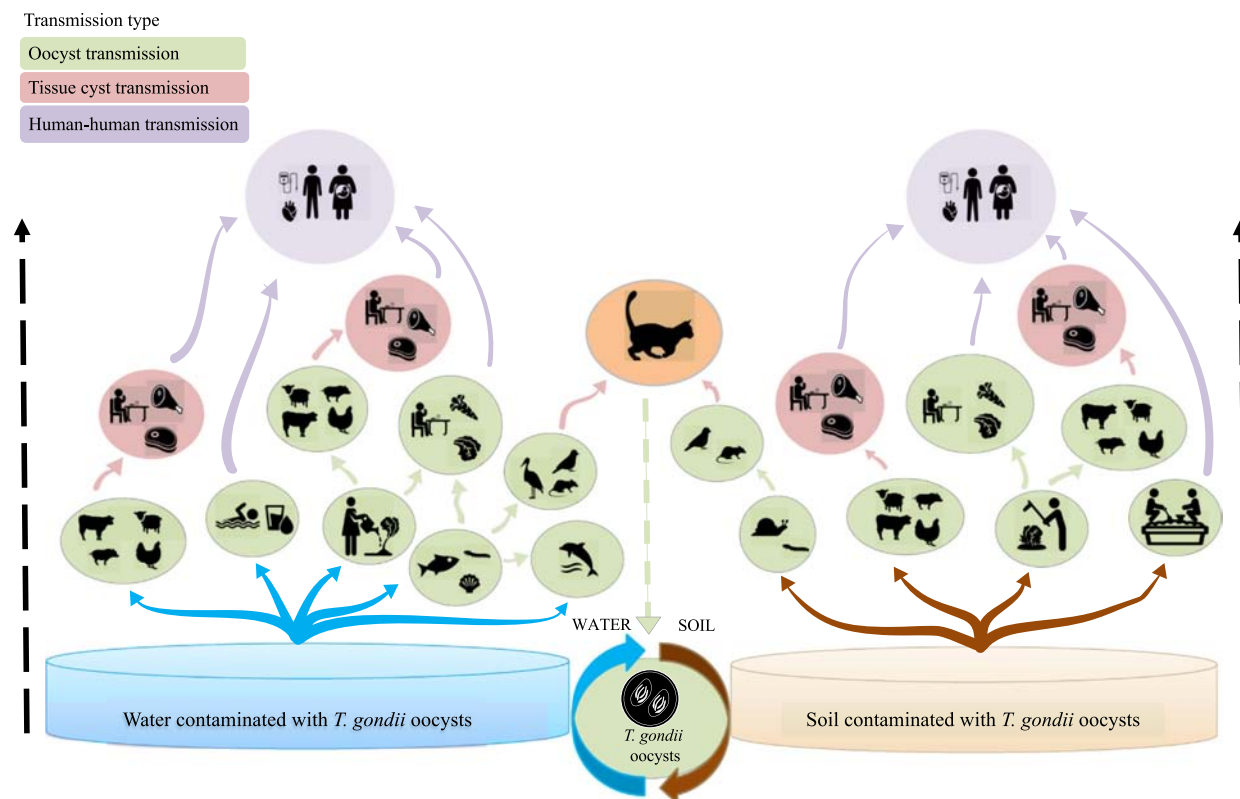 Transmission type
Oocyst transmission
Tissue cyst transmission
Human-human transmission
WATER
SOIL
Water contaminated with T. gondii oocysts
T. gondii
oocysts
Soil contaminated with T. gondii oocysts